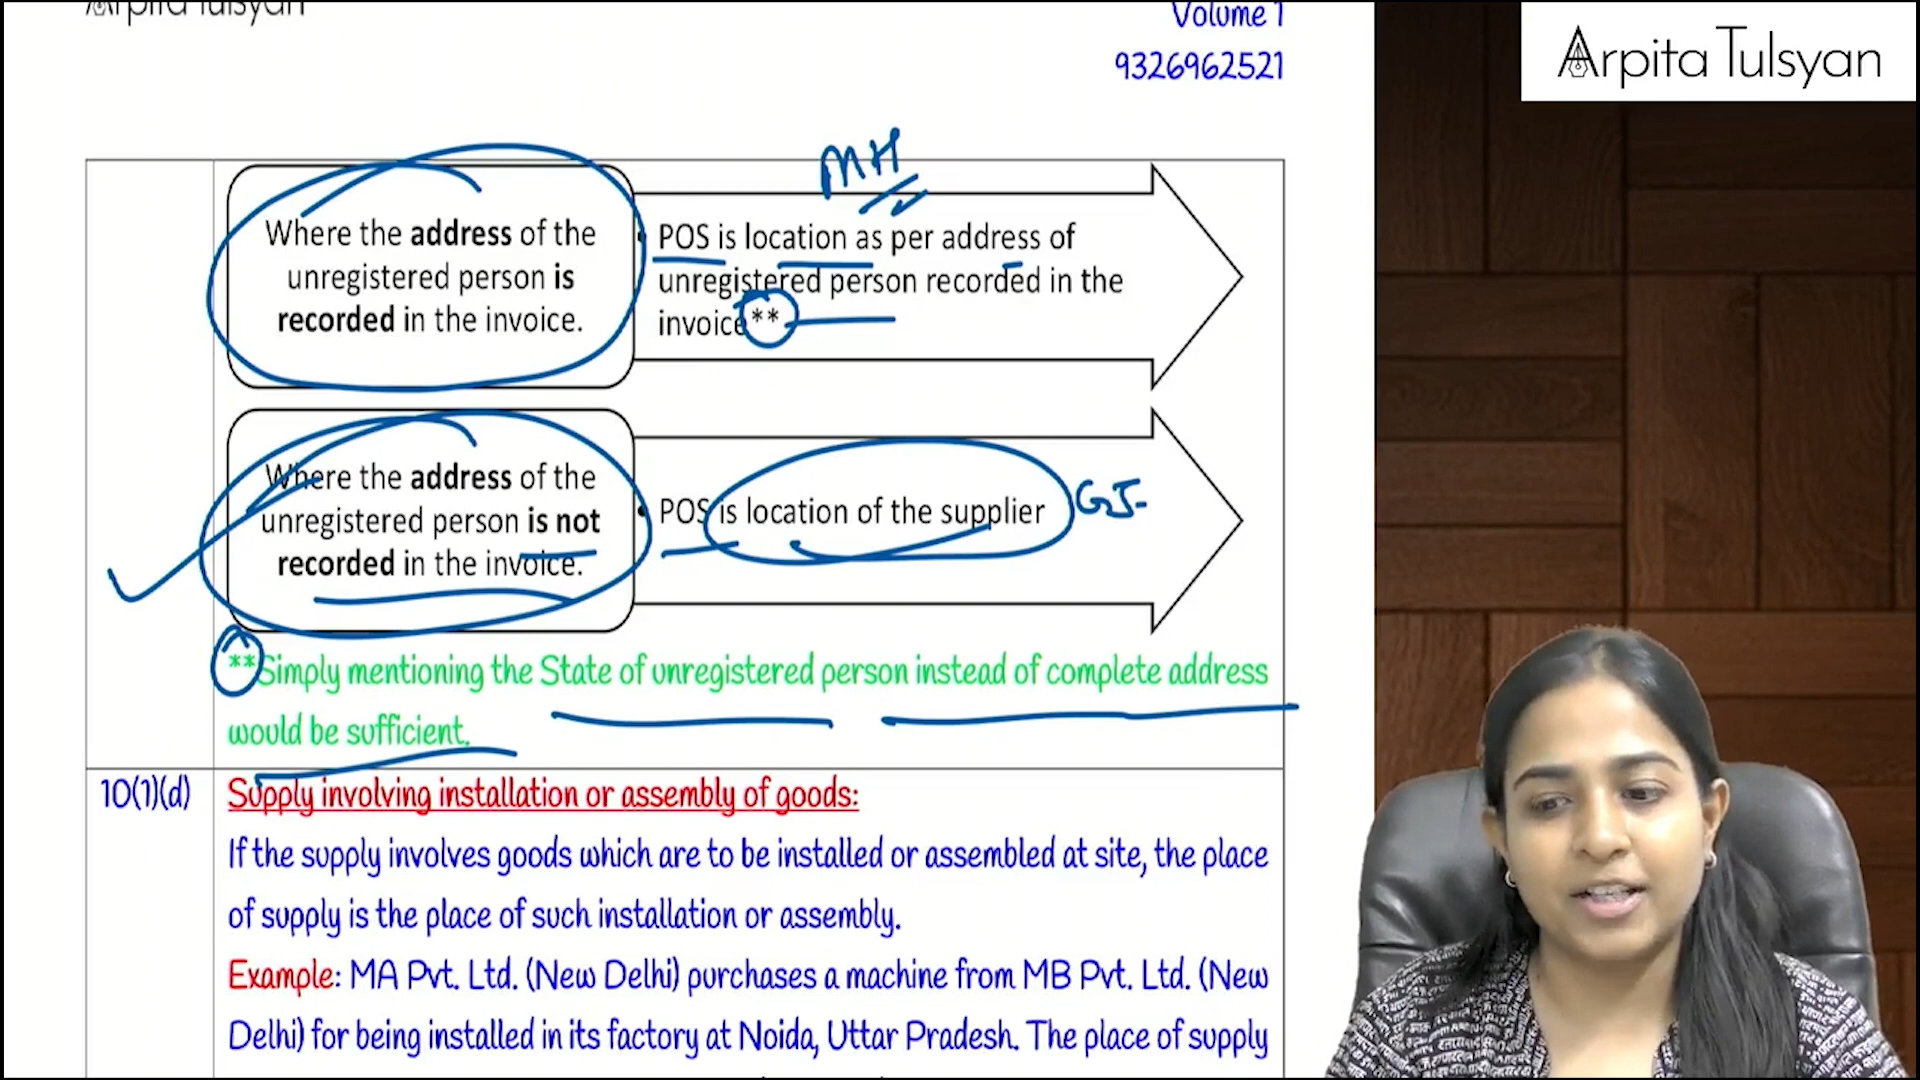 Arpita Tulsyan
Volume 1
9326962521
Arpita Tulsyan
MH
Where the address of the
unregistered person is
recorded in the invoice.
• POS is location as per address of
unregistered person recorded in the
invoice**
Where the address of the
unregistered person is not
recorded in the invoice.
• POS is location of the supplier
GJ-
**Simply mentioning the State of unregistered person instead of complete address
would be sufficient.
10(1)(d)
Supply involving installation or assembly of goods:
If the supply involves goods which are to be installed or assembled at site, the place
of supply is the place of such installation or assembly.
Example: MA Pvt. Ltd. (New Delhi) purchases a machine from MB Pvt. Ltd. (New
Delhi) for being installed in its factory at Noida, Uttar Pradesh. The place of supply